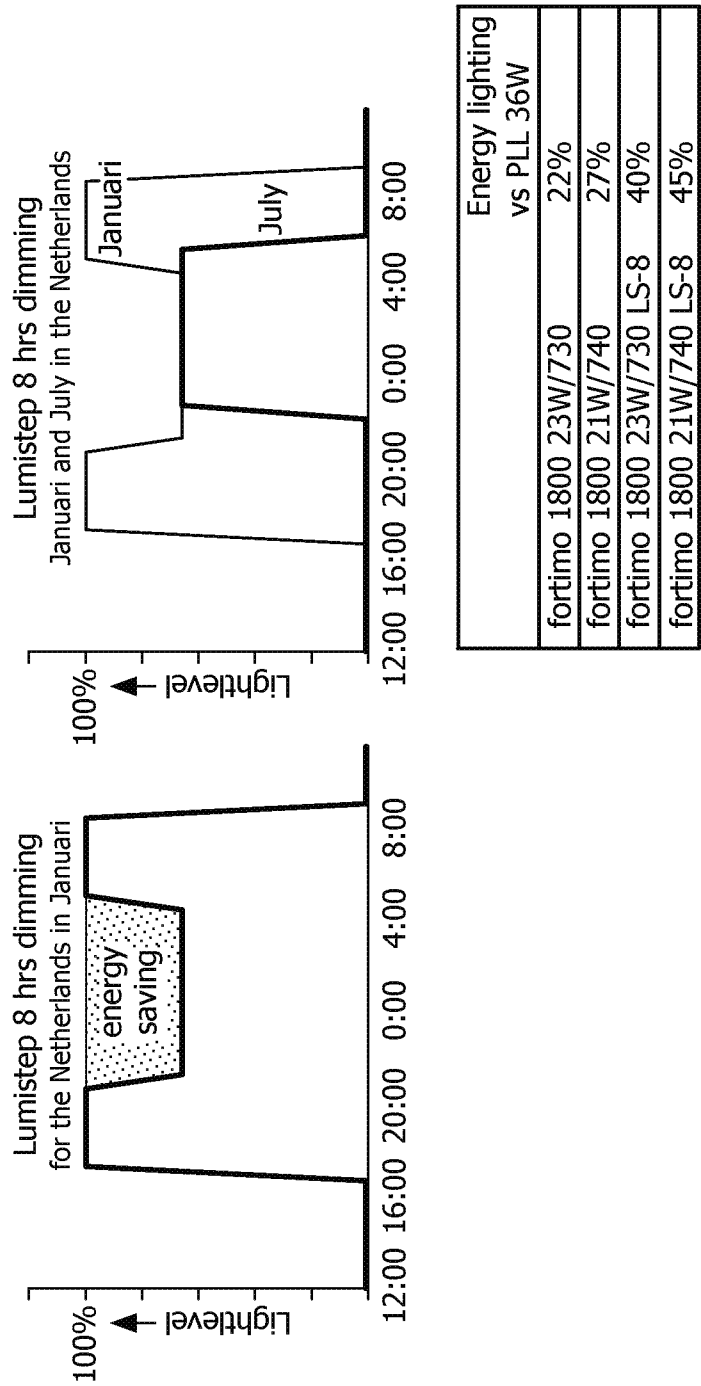 Lumistep 8 hrs dimming
for the Netherlands in Januari
100%
Lightlevel
energy
saving
12:00 16:00 20:00 0:00 4:00 8:00
Lumistep 8 hrs dimming
Januari and July in the Netherlands
100%
Lightlevel
Januari
July
12:00 16:00 20:00 0:00 4:00 8:00
Energy lighting
vs PLL 36W
fortimo 1800 23W/730 22%
fortimo 1800 21W/740 27%
fortimo 1800 23W/730 LS-8 40%
fortimo 1800 21W/740 LS-8 45%